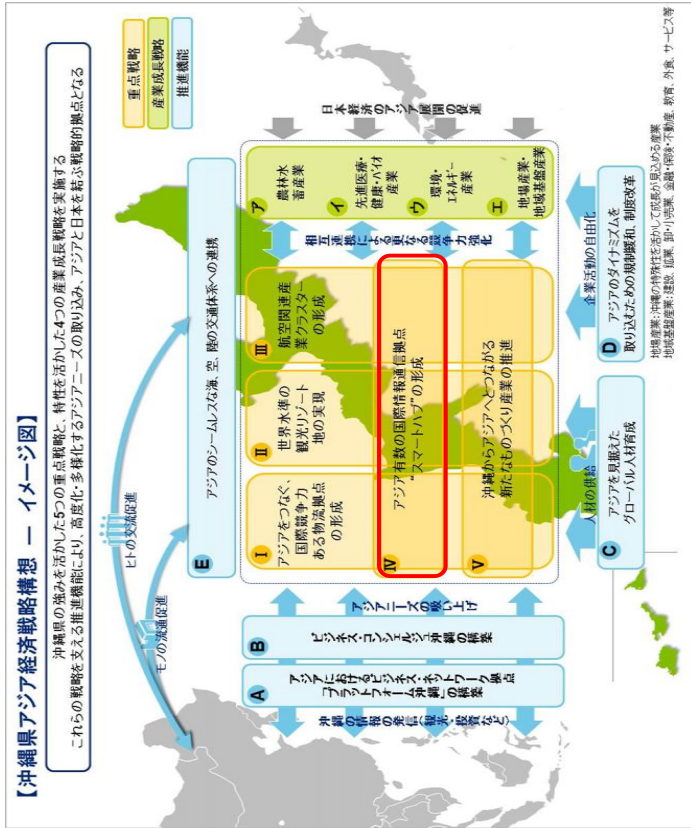 【沖縄県アジア経済戦略構想 ― イメージ図】
沖縄県の強みを活かした5つの重点戦略と、特性を活かした4つの産業成長戦略を実施する
これらの戦略を支える推進機能により、高度化・多様化するアジアニーズの取り込み、アジアと日本を結ぶ戦略的拠点となる
重点戦略
産業成長戦略
推進機能
ヒトの交流促進
モノの流通促進
E
アジアのシームレスな海、空、陸の交通体系への連携
沖縄の情報の発信（観光・投資など）
A
アジアにおけるビジネス・ネットワーク拠点
「プラットフォーム沖縄」の構築
B
ビジネス・コンシェルジュ沖縄の構築
アジアニーズの吸い上げ
Ⅰ
アジアをつなぐ、
国際競争力
ある物流拠点
の形成
Ⅱ
世界水準の
観光リゾート
地の実現
Ⅲ
航空関連産
業クラスター
の形成
Ⅳ
アジア有数の国際情報通信拠点
“スマートハブ”の形成
Ⅴ
沖縄からアジアへとつながる
新たなものづくり産業の推進
相互連携による更なる競争力強化
ア
農林水
畜産業
イ
先進医療・
健康・バイオ
産業
ウ
環境・
エネルギー
産業
エ
地場産業・
地域基盤産業
日本経済のアジア展開の促進
人材の供給
企業活動の自由化
C
アジアを見据えた
グローバル人材育成
D
アジアのダイナミズムを
取り込むための規制緩和、制度改革
地場産業：沖縄の特殊性を活かして成長が見込める産業
地域基盤産業：建設、鉱業、卸・小売業、金融・保険・不動産、教育、外食、サービス等